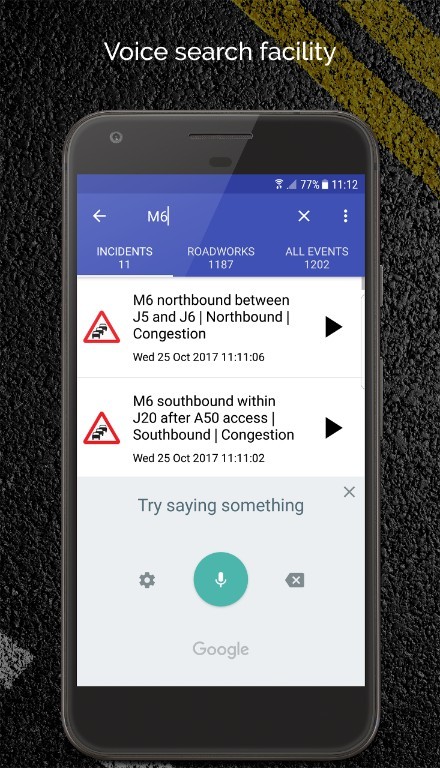 Voice search facility
77% 11:12
M6
INCIDENTS ROADWORKS ALL EVENTS
11 1187 1202
M6 northbound between
J5 and J6 | Northbound |
Congestion
Wed 25 Oct 2017 11:11:06
M6 southbound within
J20 after A50 access |
Southbound | Congestion
Wed 25 Oct 2017 11:11:02
Try saying something
Google